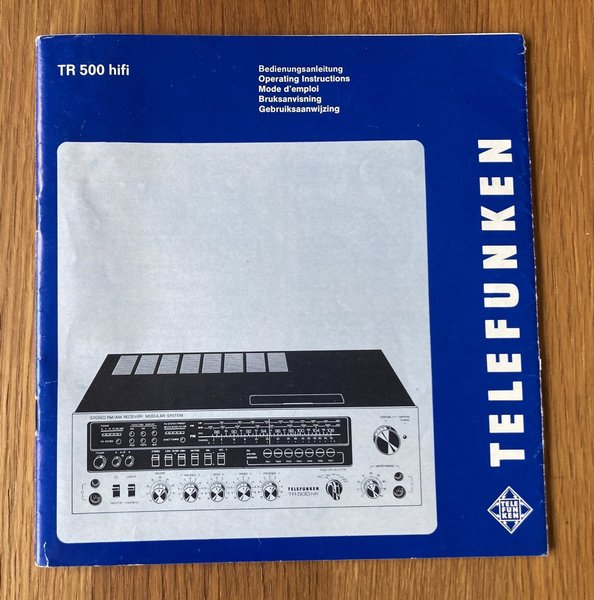 TR 500 hifi
Bedienungsanleitung
Operating Instructions
Mode d'emploi
Bruksanvisning
Gebruiksaanwijzing
TELEFUNKEN
STEREO FM/AM RECEIVER · MODULAR SYSTEM
FM
TELEFUNKEN
TR 500 hifi
TELE
FUN
KEN